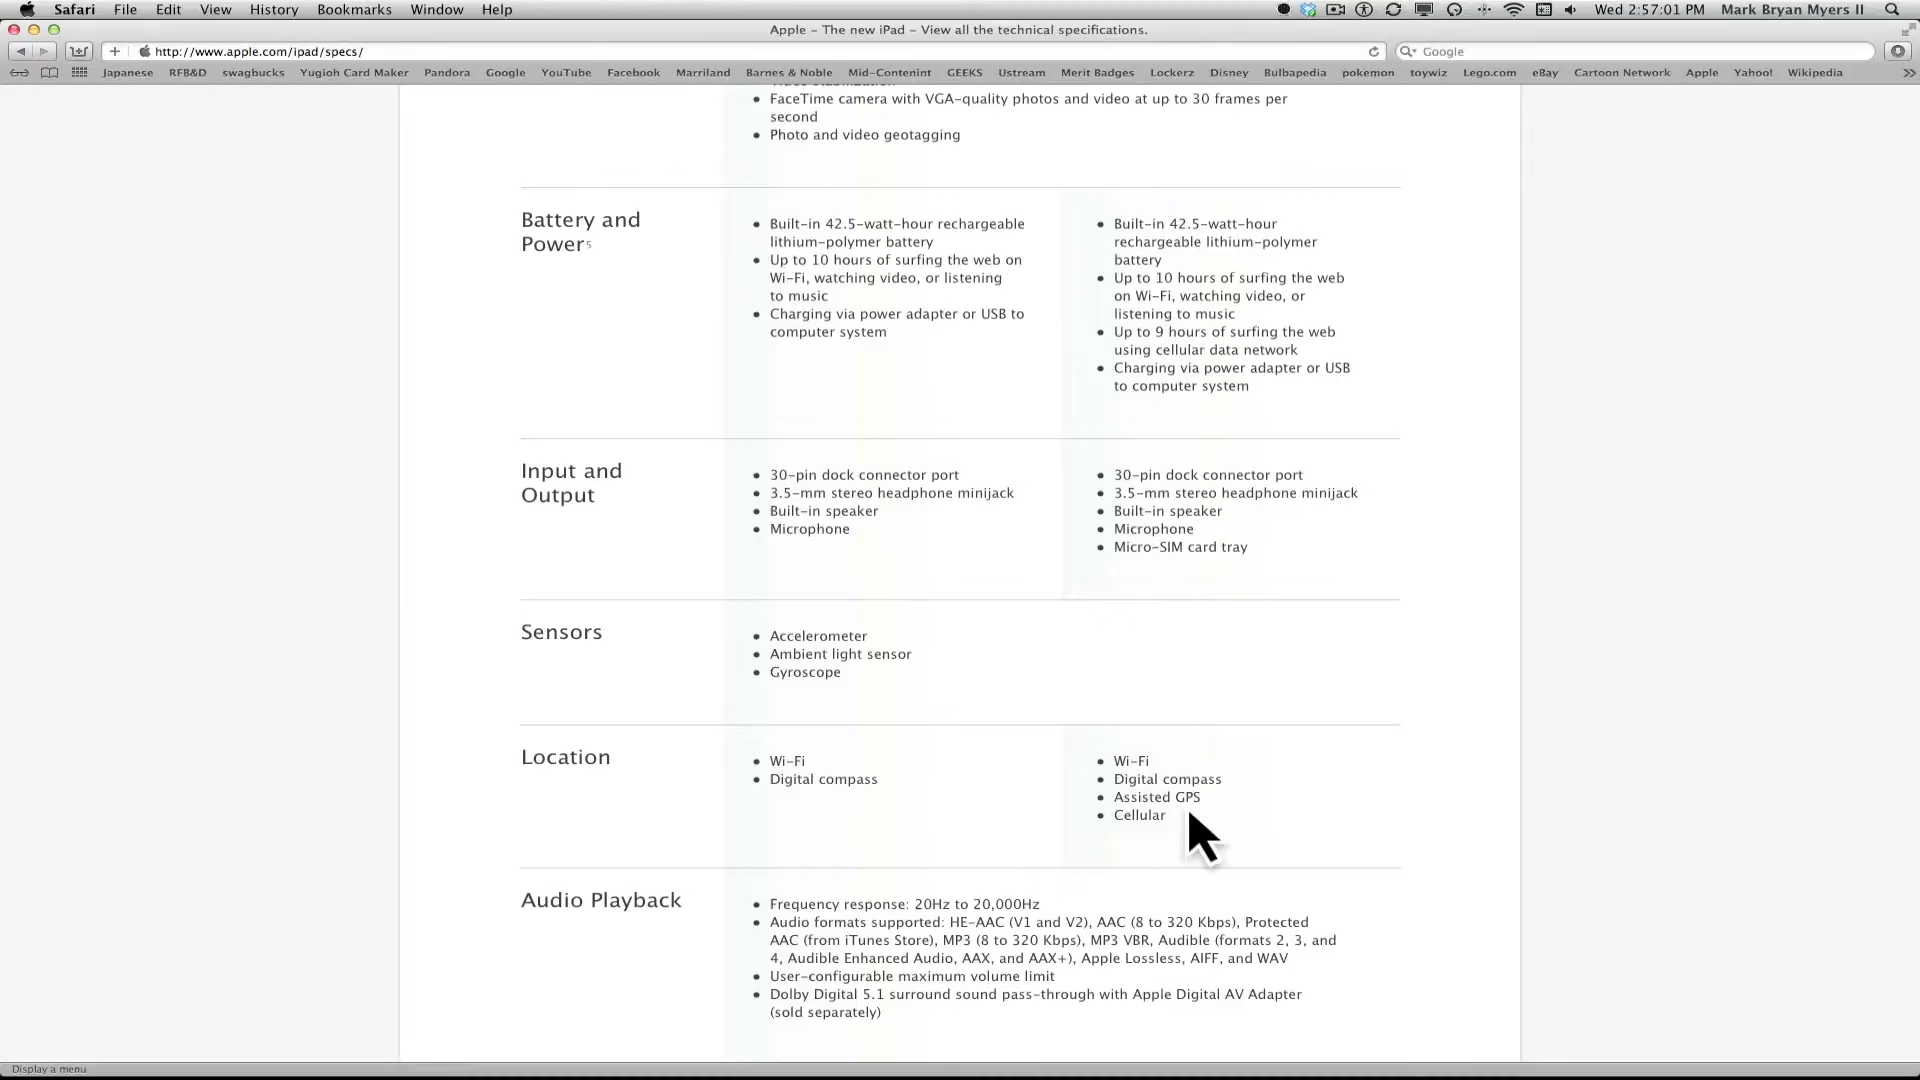 Safari File Edit View History Bookmarks Window Help Wed 2:57:01 PM Mark Bryan Myers II
Apple – The new iPad – View all the technical specifications.
http://www.apple.com/ipad/specs/ Google
Japanese RFB&D swagbucks Yugioh Card Maker Pandora Google YouTube Facebook Marriland Barnes & Noble Mid-Contenint GEEKS Ustream Merit Badges Lockerz Disney Bulbapedia pokemon toywiz Lego.com eBay Cartoon Network Apple Yahoo! Wikipedia
• FaceTime camera with VGA-quality photos and video at up to 30 frames per
second
• Photo and video geotagging
Battery and
Power5
• Built-in 42.5-watt-hour rechargeable
lithium-polymer battery
• Up to 10 hours of surfing the web on
Wi-Fi, watching video, or listening
to music
• Charging via power adapter or USB to
computer system
• Built-in 42.5-watt-hour
rechargeable lithium-polymer
battery
• Up to 10 hours of surfing the web
on Wi-Fi, watching video, or
listening to music
• Up to 9 hours of surfing the web
using cellular data network
• Charging via power adapter or USB
to computer system
Input and
Output
• 30-pin dock connector port
• 3.5-mm stereo headphone minijack
• Built-in speaker
• Microphone
• 30-pin dock connector port
• 3.5-mm stereo headphone minijack
• Built-in speaker
• Microphone
• Micro-SIM card tray
Sensors
• Accelerometer
• Ambient light sensor
• Gyroscope
Location
• Wi-Fi
• Digital compass
• Wi-Fi
• Digital compass
• Assisted GPS
• Cellular
Audio Playback
• Frequency response: 20Hz to 20,000Hz
• Audio formats supported: HE-AAC (V1 and V2), AAC (8 to 320 Kbps), Protected
AAC (from iTunes Store), MP3 (8 to 320 Kbps), MP3 VBR, Audible (formats 2, 3, and
4, Audible Enhanced Audio, AAX, and AAX+), Apple Lossless, AIFF, and WAV
• User-configurable maximum volume limit
• Dolby Digital 5.1 surround sound pass-through with Apple Digital AV Adapter
(sold separately)
Display a menu